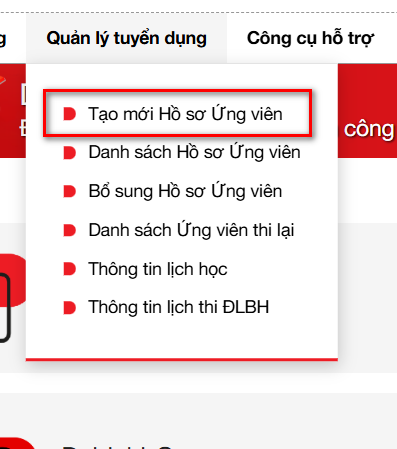 g Quản lý tuyển dụng Công cụ hỗ trợ
Tạo mới Hồ sơ Ứng viên
công
Danh sách Hồ sơ Ứng viên
Bổ sung Hồ sơ Ứng viên
Danh sách Ứng viên thi lại
Thông tin lịch học
Thông tin lịch thi ĐLBH